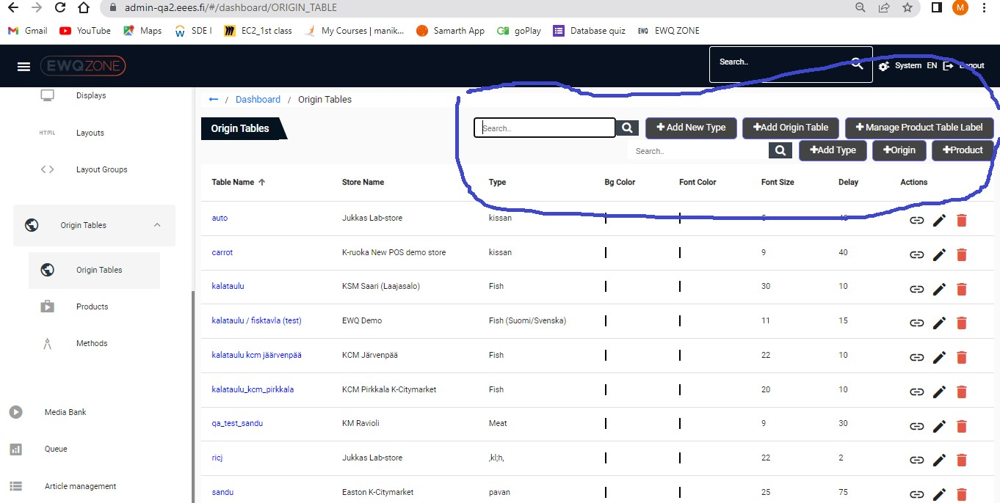 admin-qa2.eees.fi/#/dashboard/ORIGIN_TABLE
M
Gmail YouTube Maps SDE I EC2_1st class My Courses | manik... Samarth App goPlay Database quiz EWQ EWQ ZONE
EWQZONE Search.. System EN Logout
Displays
← / Dashboard / Origin Tables
Origin Tables Search.. +Add New Type +Add Origin Table +Manage Product Table Label
HTML Layouts
Search.. +Add Type +Origin +Product
Layout Groups
Table Name ↑ Store Name Type Bg Color Font Color Font Size Delay Actions
auto Jukkas Lab-store kissan
Origin Tables
carrot K-ruoka New POS demo store kissan 9 40
Origin Tables
kalataulu KSM Saari (Laajasalo) Fish 30 10
Products
kalataulu / fisktavla (test) EWQ Demo Fish (Suomi/Svenska) 11 15
Methods
kalataulu kcm jäärvenpää KCM Järvenpää Fish 22 10
kalataulu_kcm_pirkkala KCM Pirkkala K-Citymarket Fish 20 10
Media Bank
qa_test_sandu KM Ravioli Meat 9 30
Queue
ricj Jukkas Lab-store ,kl;h, 22 2
Article management
sandu Easton K-Citymarket pavan 25 75